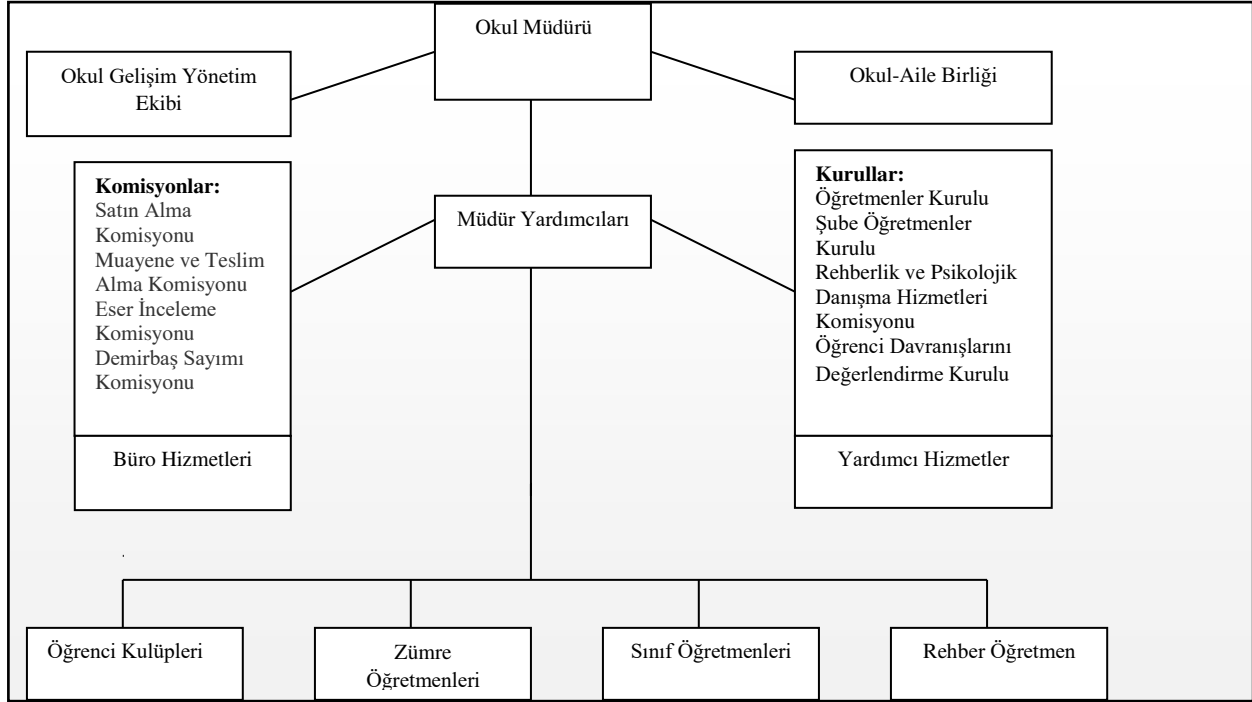 Okul Müdürü
Okul Gelişim Yönetim
Ekibi
Okul-Aile Birliği
Komisyonlar:
Satın Alma
Komisyonu
Muayene ve Teslim
Alma Komisyonu
Eser İnceleme
Komisyonu
Demirbaş Sayımı
Komisyonu
Müdür Yardımcıları
Kurullar:
Öğretmenler Kurulu
Şube Öğretmenler
Kurulu
Rehberlik ve Psikolojik
Danışma Hizmetleri
Komisyonu
Öğrenci Davranışlarını
Değerlendirme Kurulu
Büro Hizmetleri
Yardımcı Hizmetler
Öğrenci Kulüpleri
Zümre
Öğretmenleri
Sınıf Öğretmenleri
Rehber Öğretmen